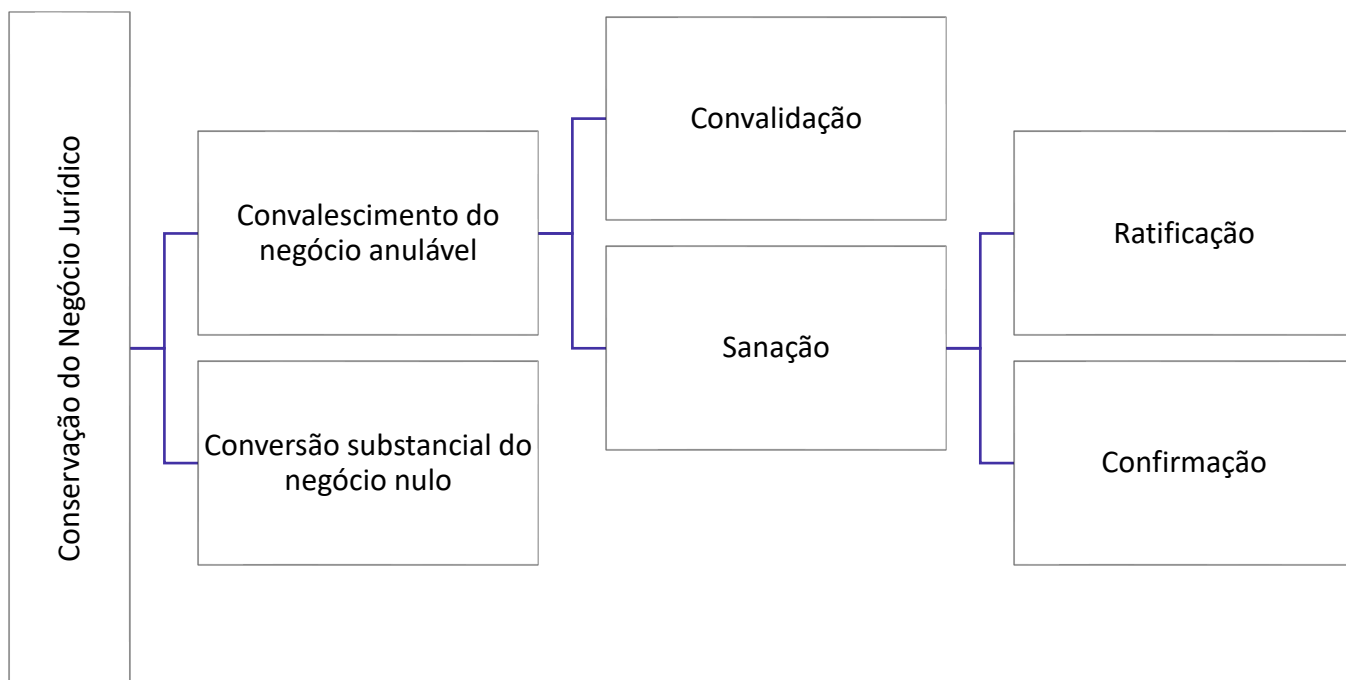 Conservação do Negócio Jurídico
Convalescimento do
negócio anulável
Conversão substancial do
negócio nulo
Convalidação
Sanação
Ratificação
Confirmação